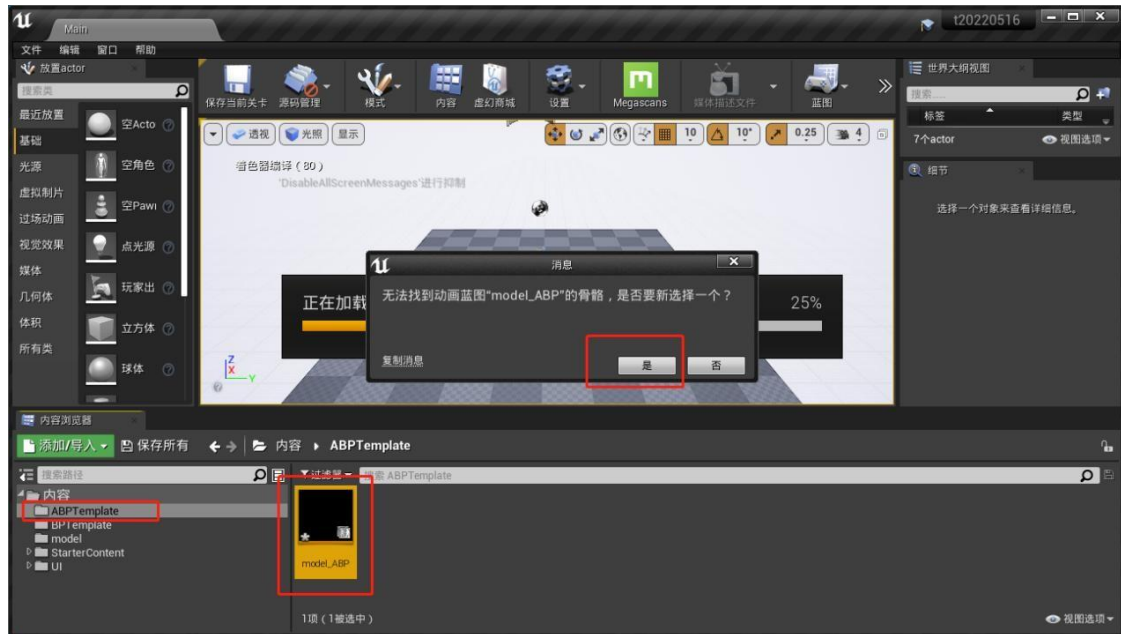 Main
t20220516
文件 编辑 窗口 帮助
放置actor
搜索类
最近放置
基础
光源
虚拟制片
过场动画
视觉效果
媒体
几何体
体积
所有类
空Acto
空角色
空Pawı
点光源
玩家出
立方体
球体
保存当前关卡 源码管理 模式 内容 虚幻商城 设置 Megascans 媒体描述文件 蓝图
透视 光照 显示
10 10° 0.25 4
着色器编译(80)
'DisableAllScreenMessages'进行抑制
正在加载
25%
消息
无法找到动画蓝图“model_ABP”的骨骼，是否要新选择一个？
复制消息
是 否
Z
X
Y
世界大纲视图
搜索......
标签 类型
7个actor 视图选项
细节
选择一个对象来查看详细信息。
内容浏览器
添加/导入 保存所有 内容 ABPTemplate
搜索路径
过滤器 搜索 ABPTemplate
内容
ABPTemplate
BPTemplate
model
StarterContent
UI
model_ABP
1项(1被选中)
视图选项